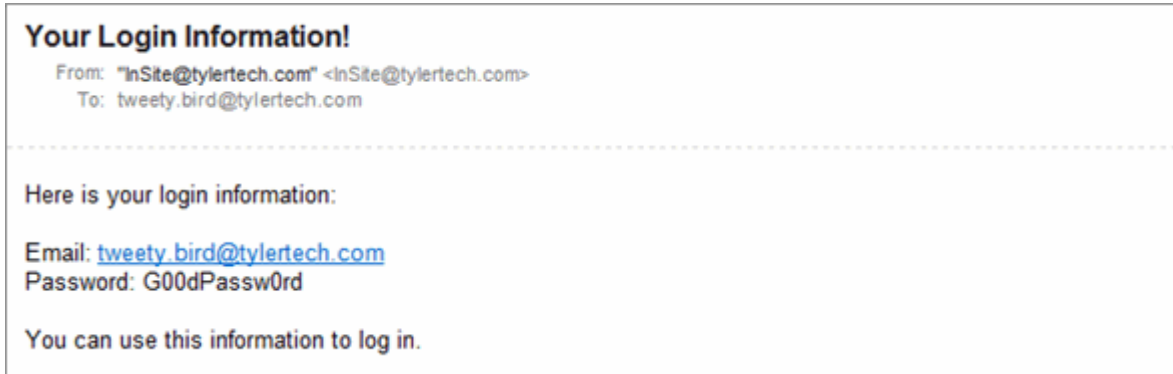 Your Login Information!
From: "InSite@tylertech.com" <InSite@tylertech.com>
To: tweety.bird@tylertech.com
Here is your login information:
Email: tweety.bird@tylertech.com
Password: G00dPassw0rd
You can use this information to log in.